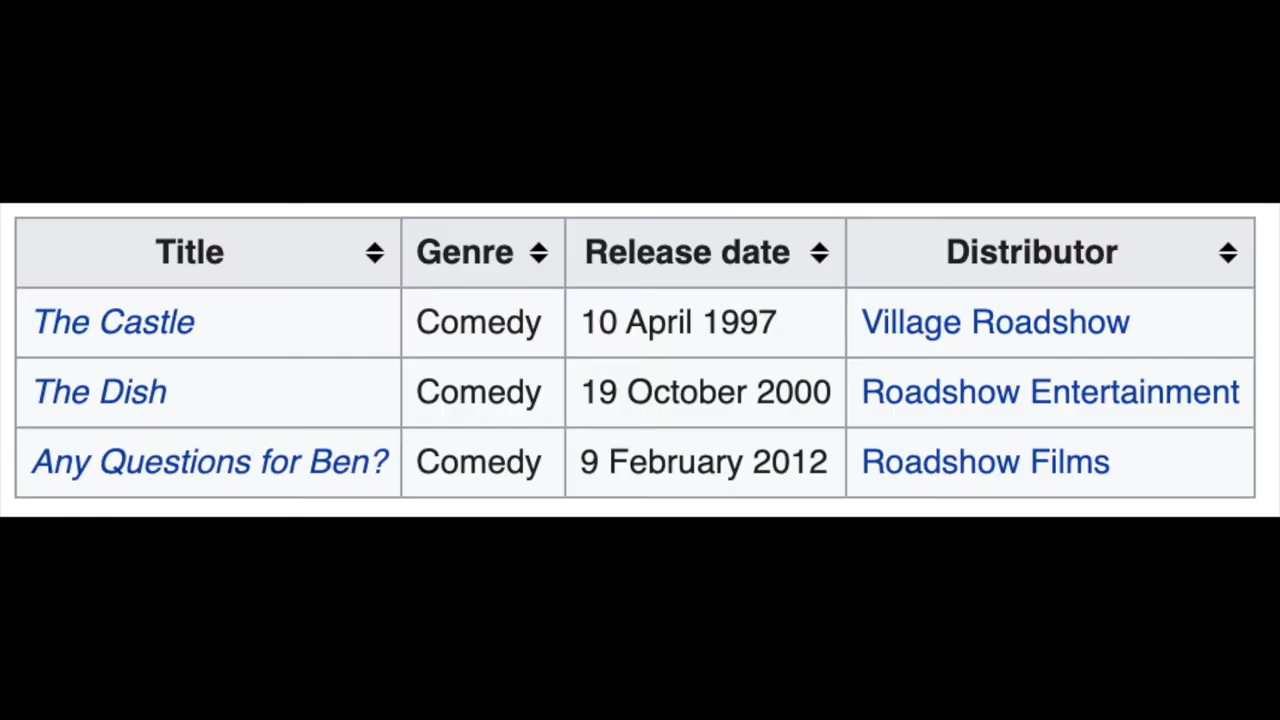 Title Genre Release date Distributor
The Castle Comedy 10 April 1997 Village Roadshow
The Dish Comedy 19 October 2000 Roadshow Entertainment
Any Questions for Ben? Comedy 9 February 2012 Roadshow Films